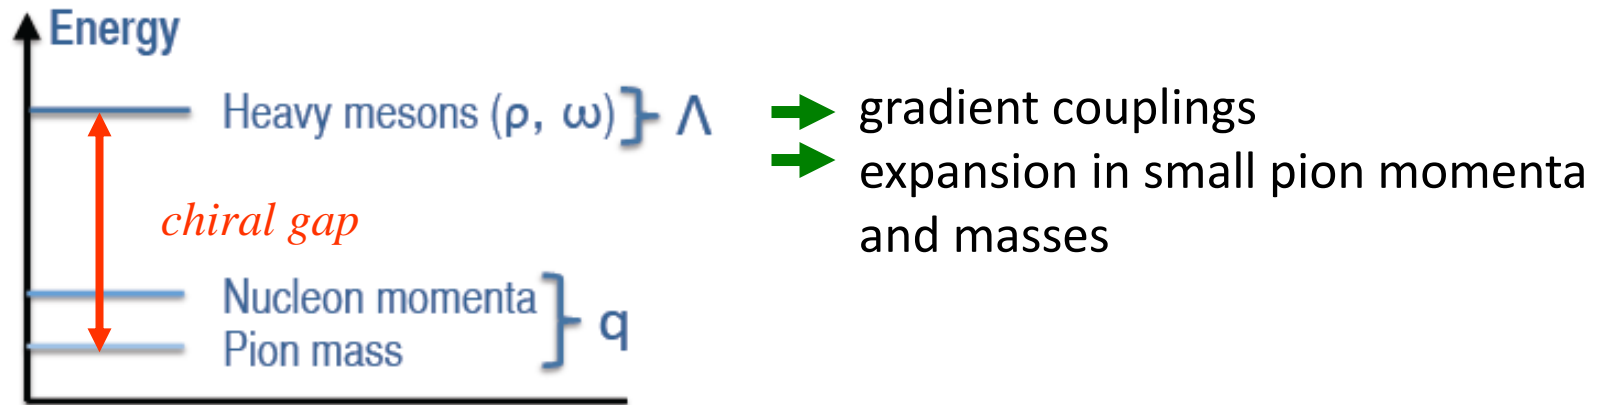 Energy
Heavy mesons (ρ, ω) Λ
gradient couplings
expansion in small pion momenta
and masses
chiral gap
Nucleon momenta
Pion mass
q